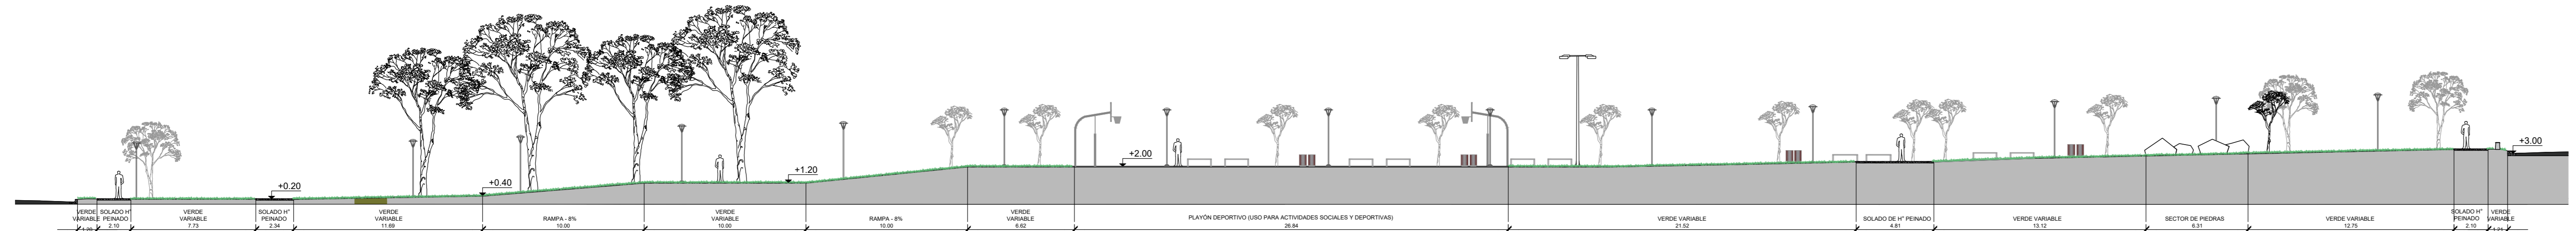 +0.20
+0.40
+1.20
+2.00
+3.00
VERDE
VARIABLE
SOLADO H°
PEINADO
2.10
VERDE
VARIABLE
7.73
SOLADO H°
PEINADO
2.34
VERDE
VARIABLE
11.69
RAMPA - 8%
10.00
VERDE
VARIABLE
10.00
RAMPA - 8%
10.00
VERDE
VARIABLE
6.62
PLAYÓN DEPORTIVO (USO PARA ACTIVIDADES SOCIALES Y DEPORTIVAS)
26.84
VERDE VARIABLE
21.52
SOLADO DE H° PEINADO
4.81
VERDE VARIABLE
13.12
SECTOR DE PIEDRAS
6.31
VERDE VARIABLE
12.75
SOLADO H°
PEINADO
2.10
VERDE
VARIABLE